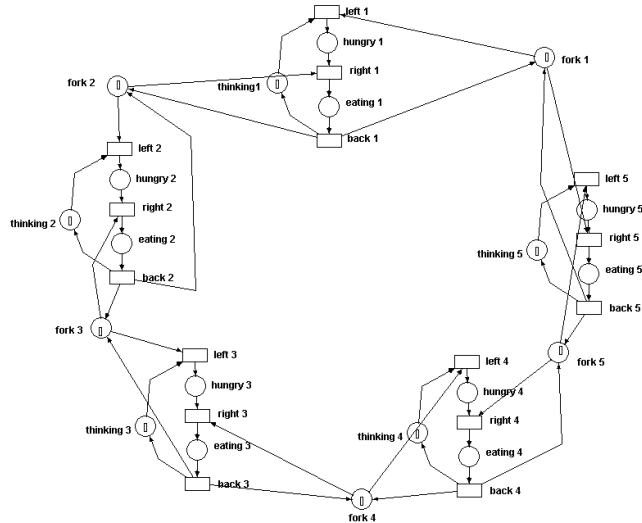 left 1
hungry 1
fork 1
right 1
fork 2
thinking1
eating 1
back 1
left 2
hungry 2
left 5
right 2
hungry 5
thinking 2
right 5
eating 2
thinking 5
eating 5
back 2
back 5
fork 3
left 3
left 4
fork 5
hungry 3
hungry 4
right 3
right 4
thinking 3
thinking 4
eating 3
eating 4
back 3
back 4
fork 4